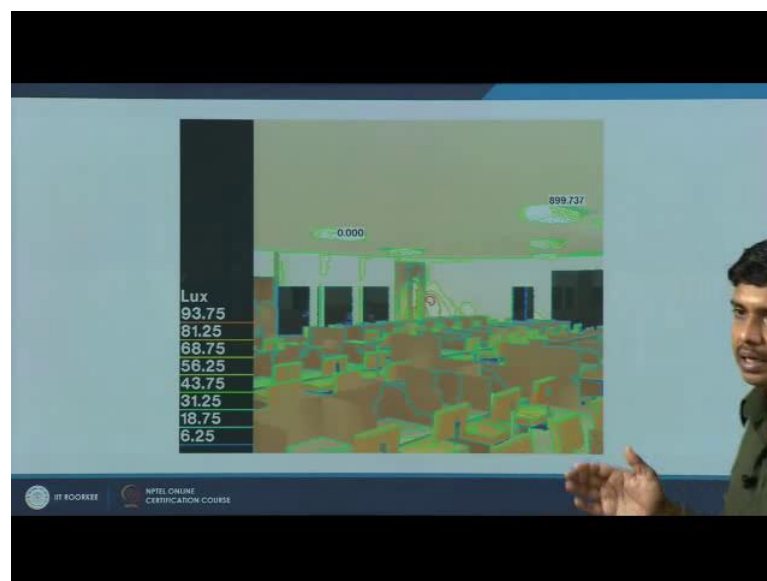 899.737
0.000
Lux
93.75
81.25
68.75
56.25
43.75
31.25
18.75
6.25
IIT ROORKEE
NPTEL ONLINE
CERTIFICATION COURSE